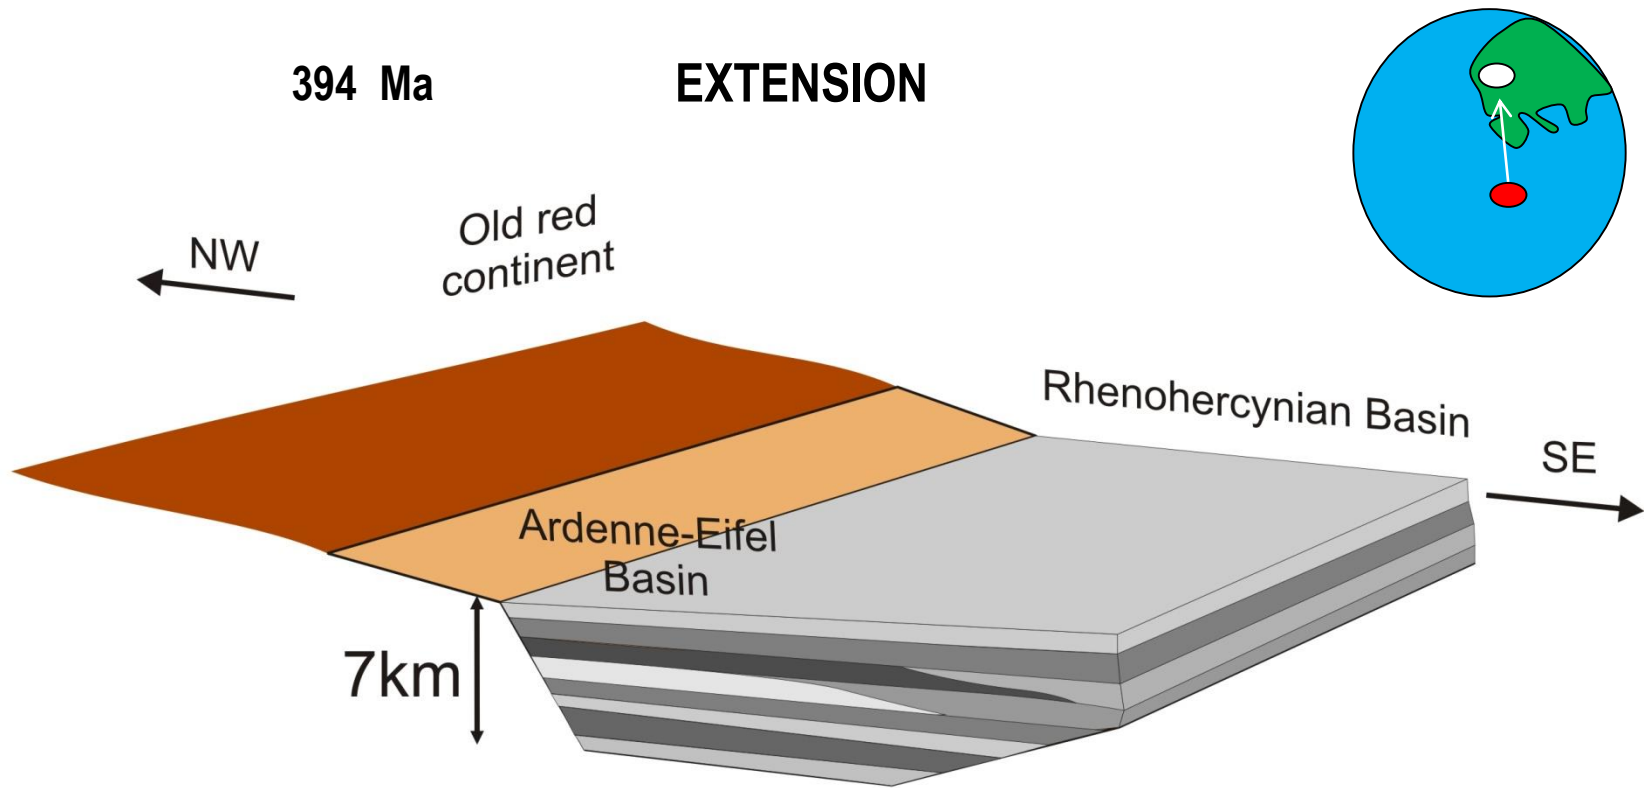 394 Ma
EXTENSION
Old red
continent
NW
Rhenohercynian Basin
SE
Ardenne-Eifel
Basin
7km